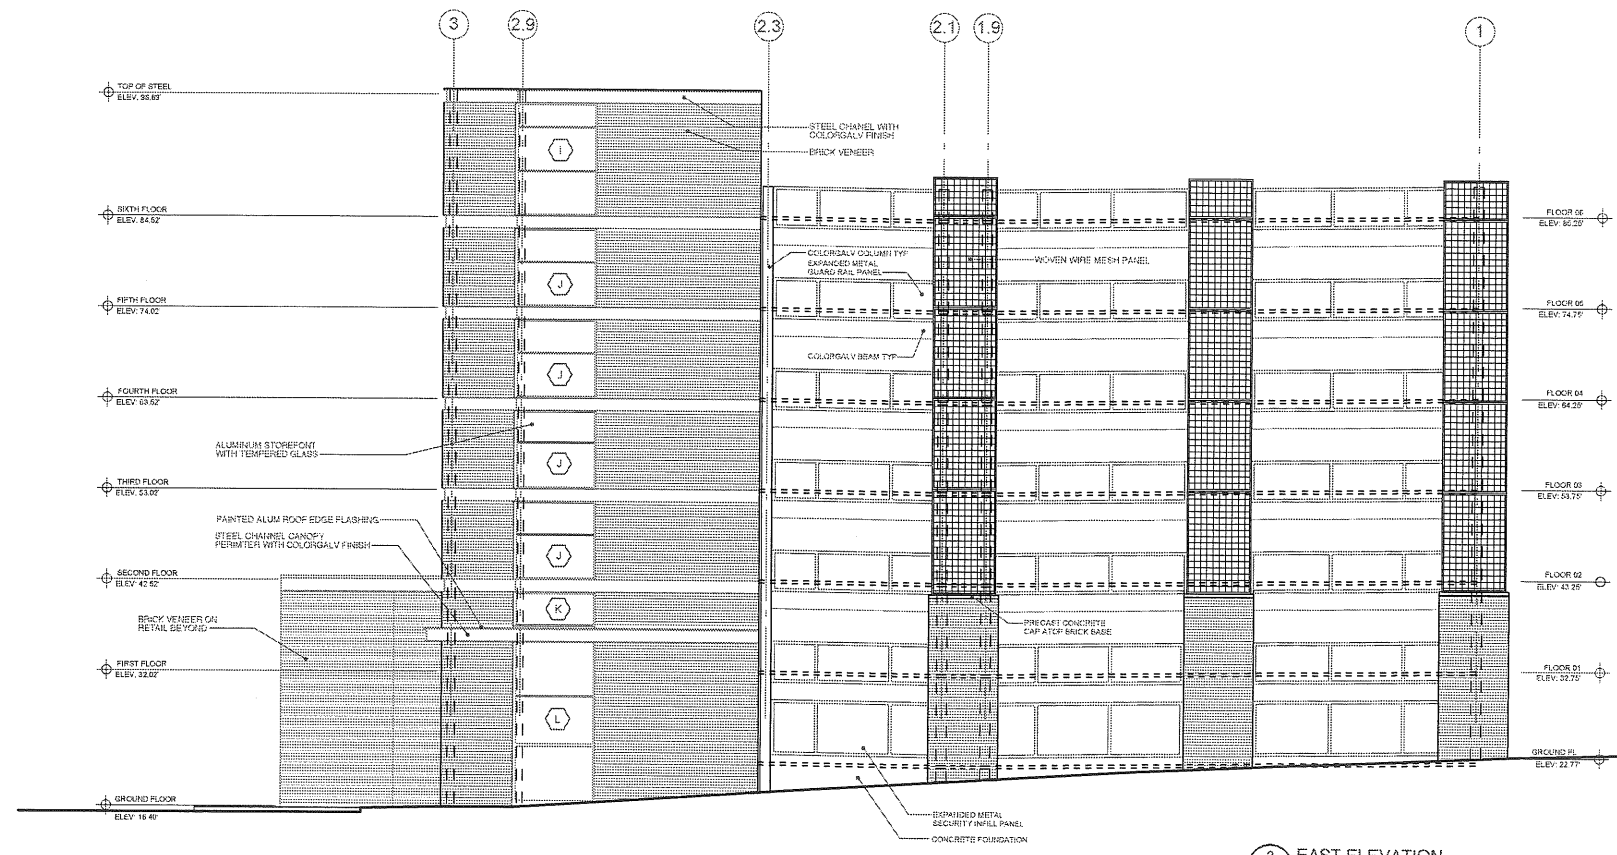 3
2.9
2.3
2.1
1.9
1
TOP OF STEEL
STEEL CHANEL WITH
COLORGALV FINISH
BRICK VENEER
I
SIXTH FLOOR
ELEV. 84.52'
FLOOR 06
ELEV: 85.25'
COLORGALV COLUMN TYP
EXPANDED METAL
GUARD RAIL PANEL
WOVEN WIRE MESH PANEL
J
FIFTH FLOOR
ELEV: 74.02'
FLOOR 05
ELEV: 74.75'
COLORGALV BEAM TYP
J
FOURTH FLOOR
ELEV: 63.52'
FLOOR 04
ELEV: 64.25'
ALUMINUM STOREFONT
WITH TEMPERED GLASS
J
THIRD FLOOR
ELEV. 53.02'
FLOOR 03
ELEV: 53.75'
PAINTED ALUM ROOF EDGE FLASHING
STEEL CHANNEL CANOPY
PERIMTER WITH COLORGALV FINISH
J
SECOND FLOOR
ELEV: 42.52'
FLOOR 02
ELEV: 43.25'
K
BRICK VENEER ON
RETAIL BEYOND
PRECAST CONCRETE
CAP ATOP BRICK BASE
FIRST FLOOR
ELEV. 32.02'
FLOOR 01
ELEV: 32.75'
L
GROUND FL
ELEV: 22.77'
GROUND FLOOR
ELEV: 16.40'
EXPANDED METAL
SECURITY INFILL PANEL
CONCRETE FOUNDATION
EAST ELEVATION